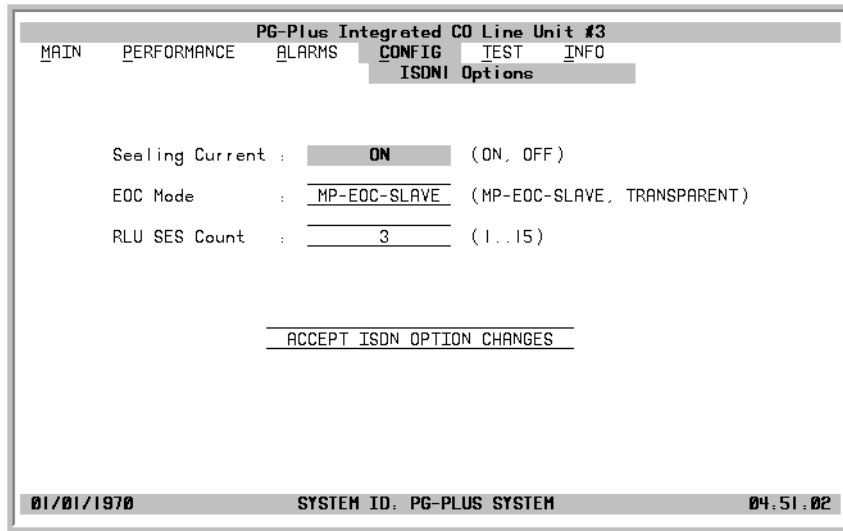 PG-Plus Integrated CO Line Unit #3
MAIN PERFORMANCE ALARMS CONFIG TEST INFO
ISDN1 Options
Sealing Current : ON (ON, OFF)
EOC Mode : MP-EOC-SLAVE (MP-EOC-SLAVE, TRANSPARENT)
RLU SES Count : 3 (1..15)
ACCEPT ISDN OPTION CHANGES
01/01/1970 SYSTEM ID: PG-PLUS SYSTEM 04:51:02